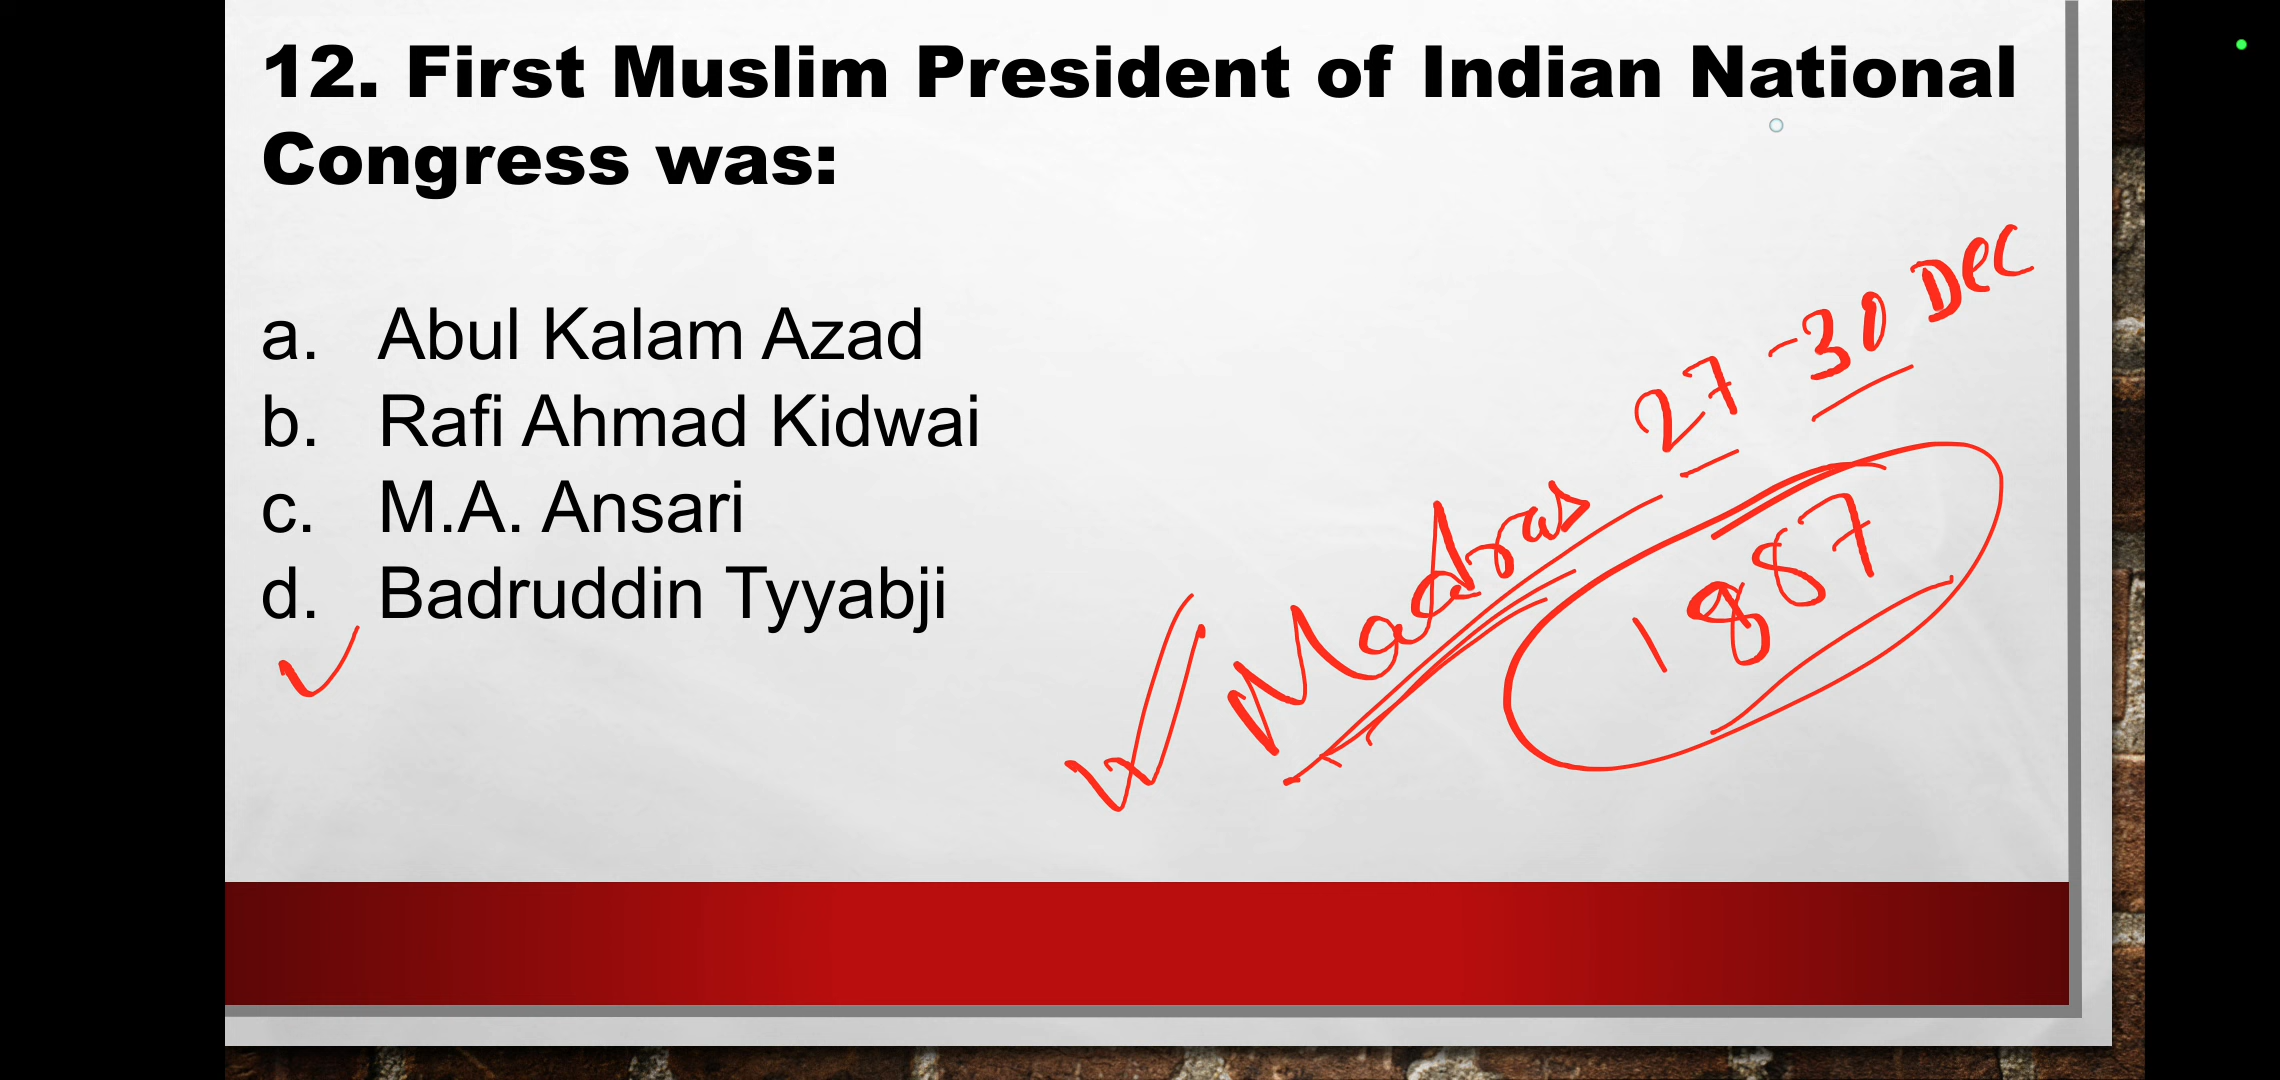 12. First Muslim President of Indian National
Congress was:
a. Abul Kalam Azad
b. Rafi Ahmad Kidwai
c. M.A. Ansari
d. Badruddin Tyyabji
Madras 27-30 Dec
1887